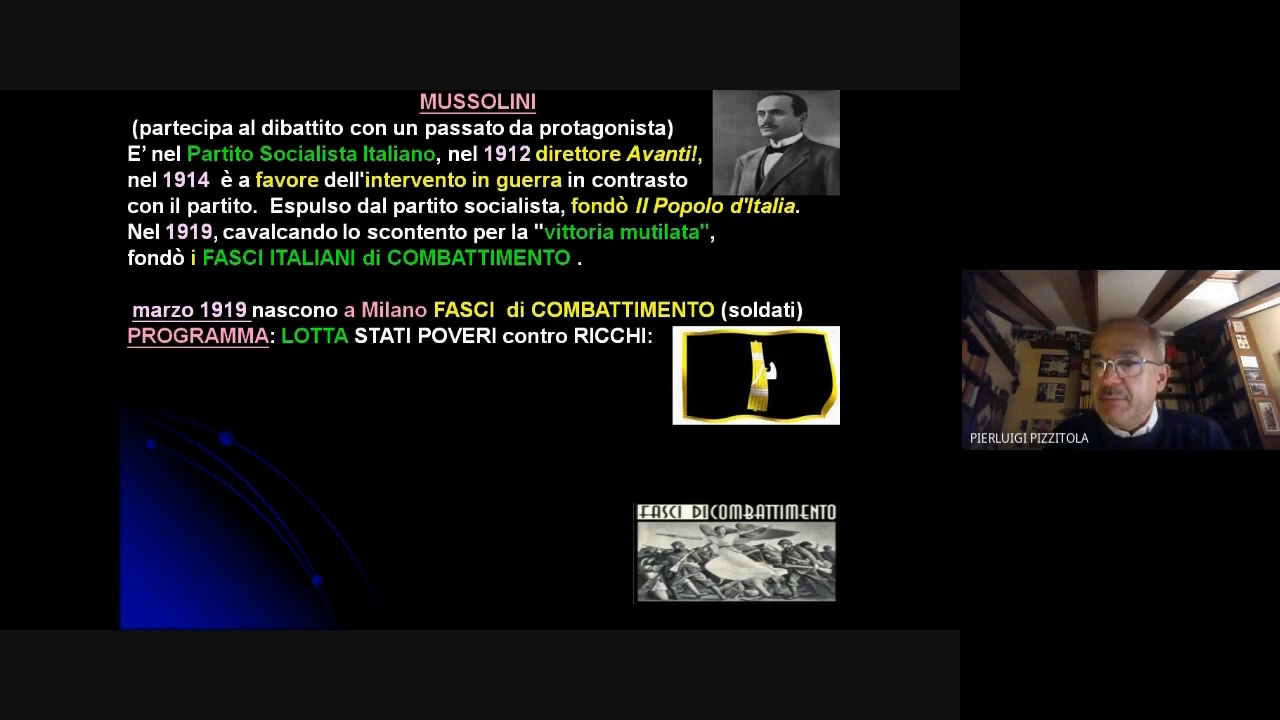 MUSSOLINI
(partecipa al dibattito con un passato da protagonista)
E’ nel Partito Socialista Italiano, nel 1912 direttore Avanti!,
nel 1914 è a favore dell'intervento in guerra in contrasto
con il partito. Espulso dal partito socialista, fondò Il Popolo d'Italia.
Nel 1919, cavalcando lo scontento per la "vittoria mutilata",
fondò i FASCI ITALIANI di COMBATTIMENTO .
marzo 1919 nascono a Milano FASCI di COMBATTIMENTO (soldati)
PROGRAMMA: LOTTA STATI POVERI contro RICCHI:
FASCI DI COMBATTIMENTO
PIERLUIGI PIZZITOLA